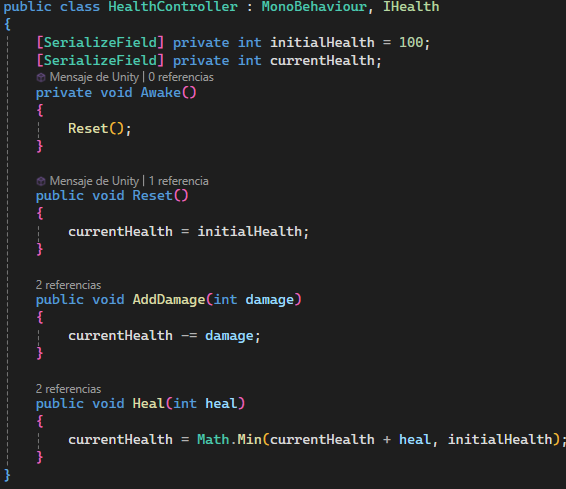 public class HealthController : MonoBehaviour, IHealth
{
[SerializeField] private int initialHealth = 100;
[SerializeField] private int currentHealth;
Mensaje de Unity | 0 referencias
private void Awake()
{
Reset();
}
Mensaje de Unity | 1 referencia
public void Reset()
{
currentHealth = initialHealth;
}
2 referencias
public void AddDamage(int damage)
{
currentHealth -= damage;
}
2 referencias
public void Heal(int heal)
{
currentHealth = Math.Min(currentHealth + heal, initialHealth);
}
}